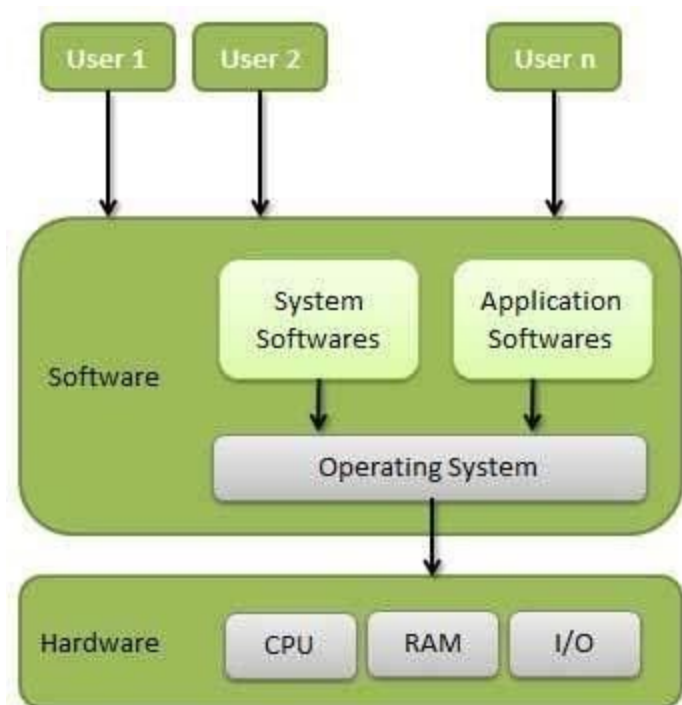 User 1
User 2
User n
System
Softwares
Application
Softwares
Software
Operating System
Hardware
CPU
RAM
I/O